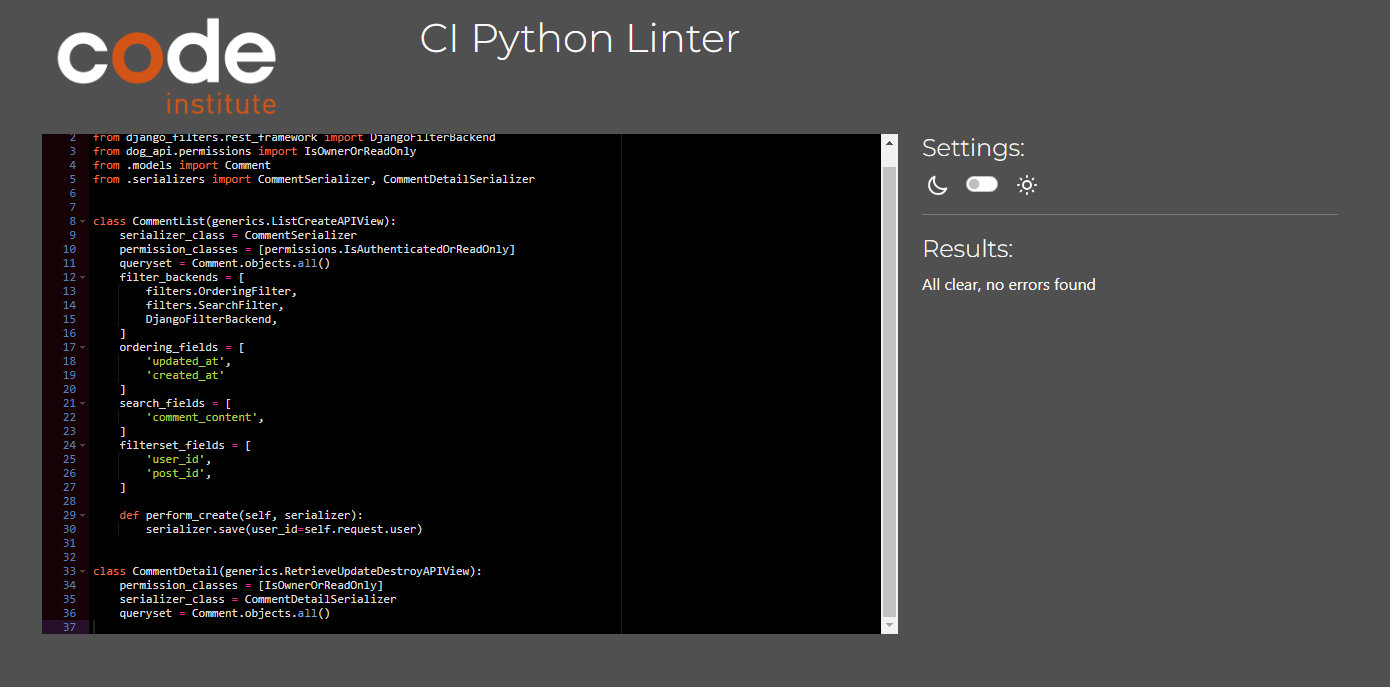 code
institute
CI Python Linter
2 from django_filters.rest_framework import DjangoFilterBackend
3 from dog_api.permissions import IsOwnerOrReadOnly
4 from .models import Comment
5 from .serializers import CommentSerializer, CommentDetailSerializer
6
7
8 class CommentList(generics.ListCreateAPIView):
9     serializer_class = CommentSerializer
10     permission_classes = [permissions.IsAuthenticatedOrReadOnly]
11     queryset = Comment.objects.all()
12     filter_backends = [
13         filters.OrderingFilter,
14         filters.SearchFilter,
15         DjangoFilterBackend,
16     ]
17     ordering_fields = [
18         'updated_at',
19         'created_at'
20     ]
21     search_fields = [
22         'comment_content',
23     ]
24     filterset_fields = [
25         'user_id',
26         'post_id',
27     ]
28
29     def perform_create(self, serializer):
30         serializer.save(user_id=self.request.user)
31
32
33 class CommentDetail(generics.RetrieveUpdateDestroyAPIView):
34     permission_classes = [IsOwnerOrReadOnly]
35     serializer_class = CommentDetailSerializer
36     queryset = Comment.objects.all()
37
Settings:
Results:
All clear, no errors found